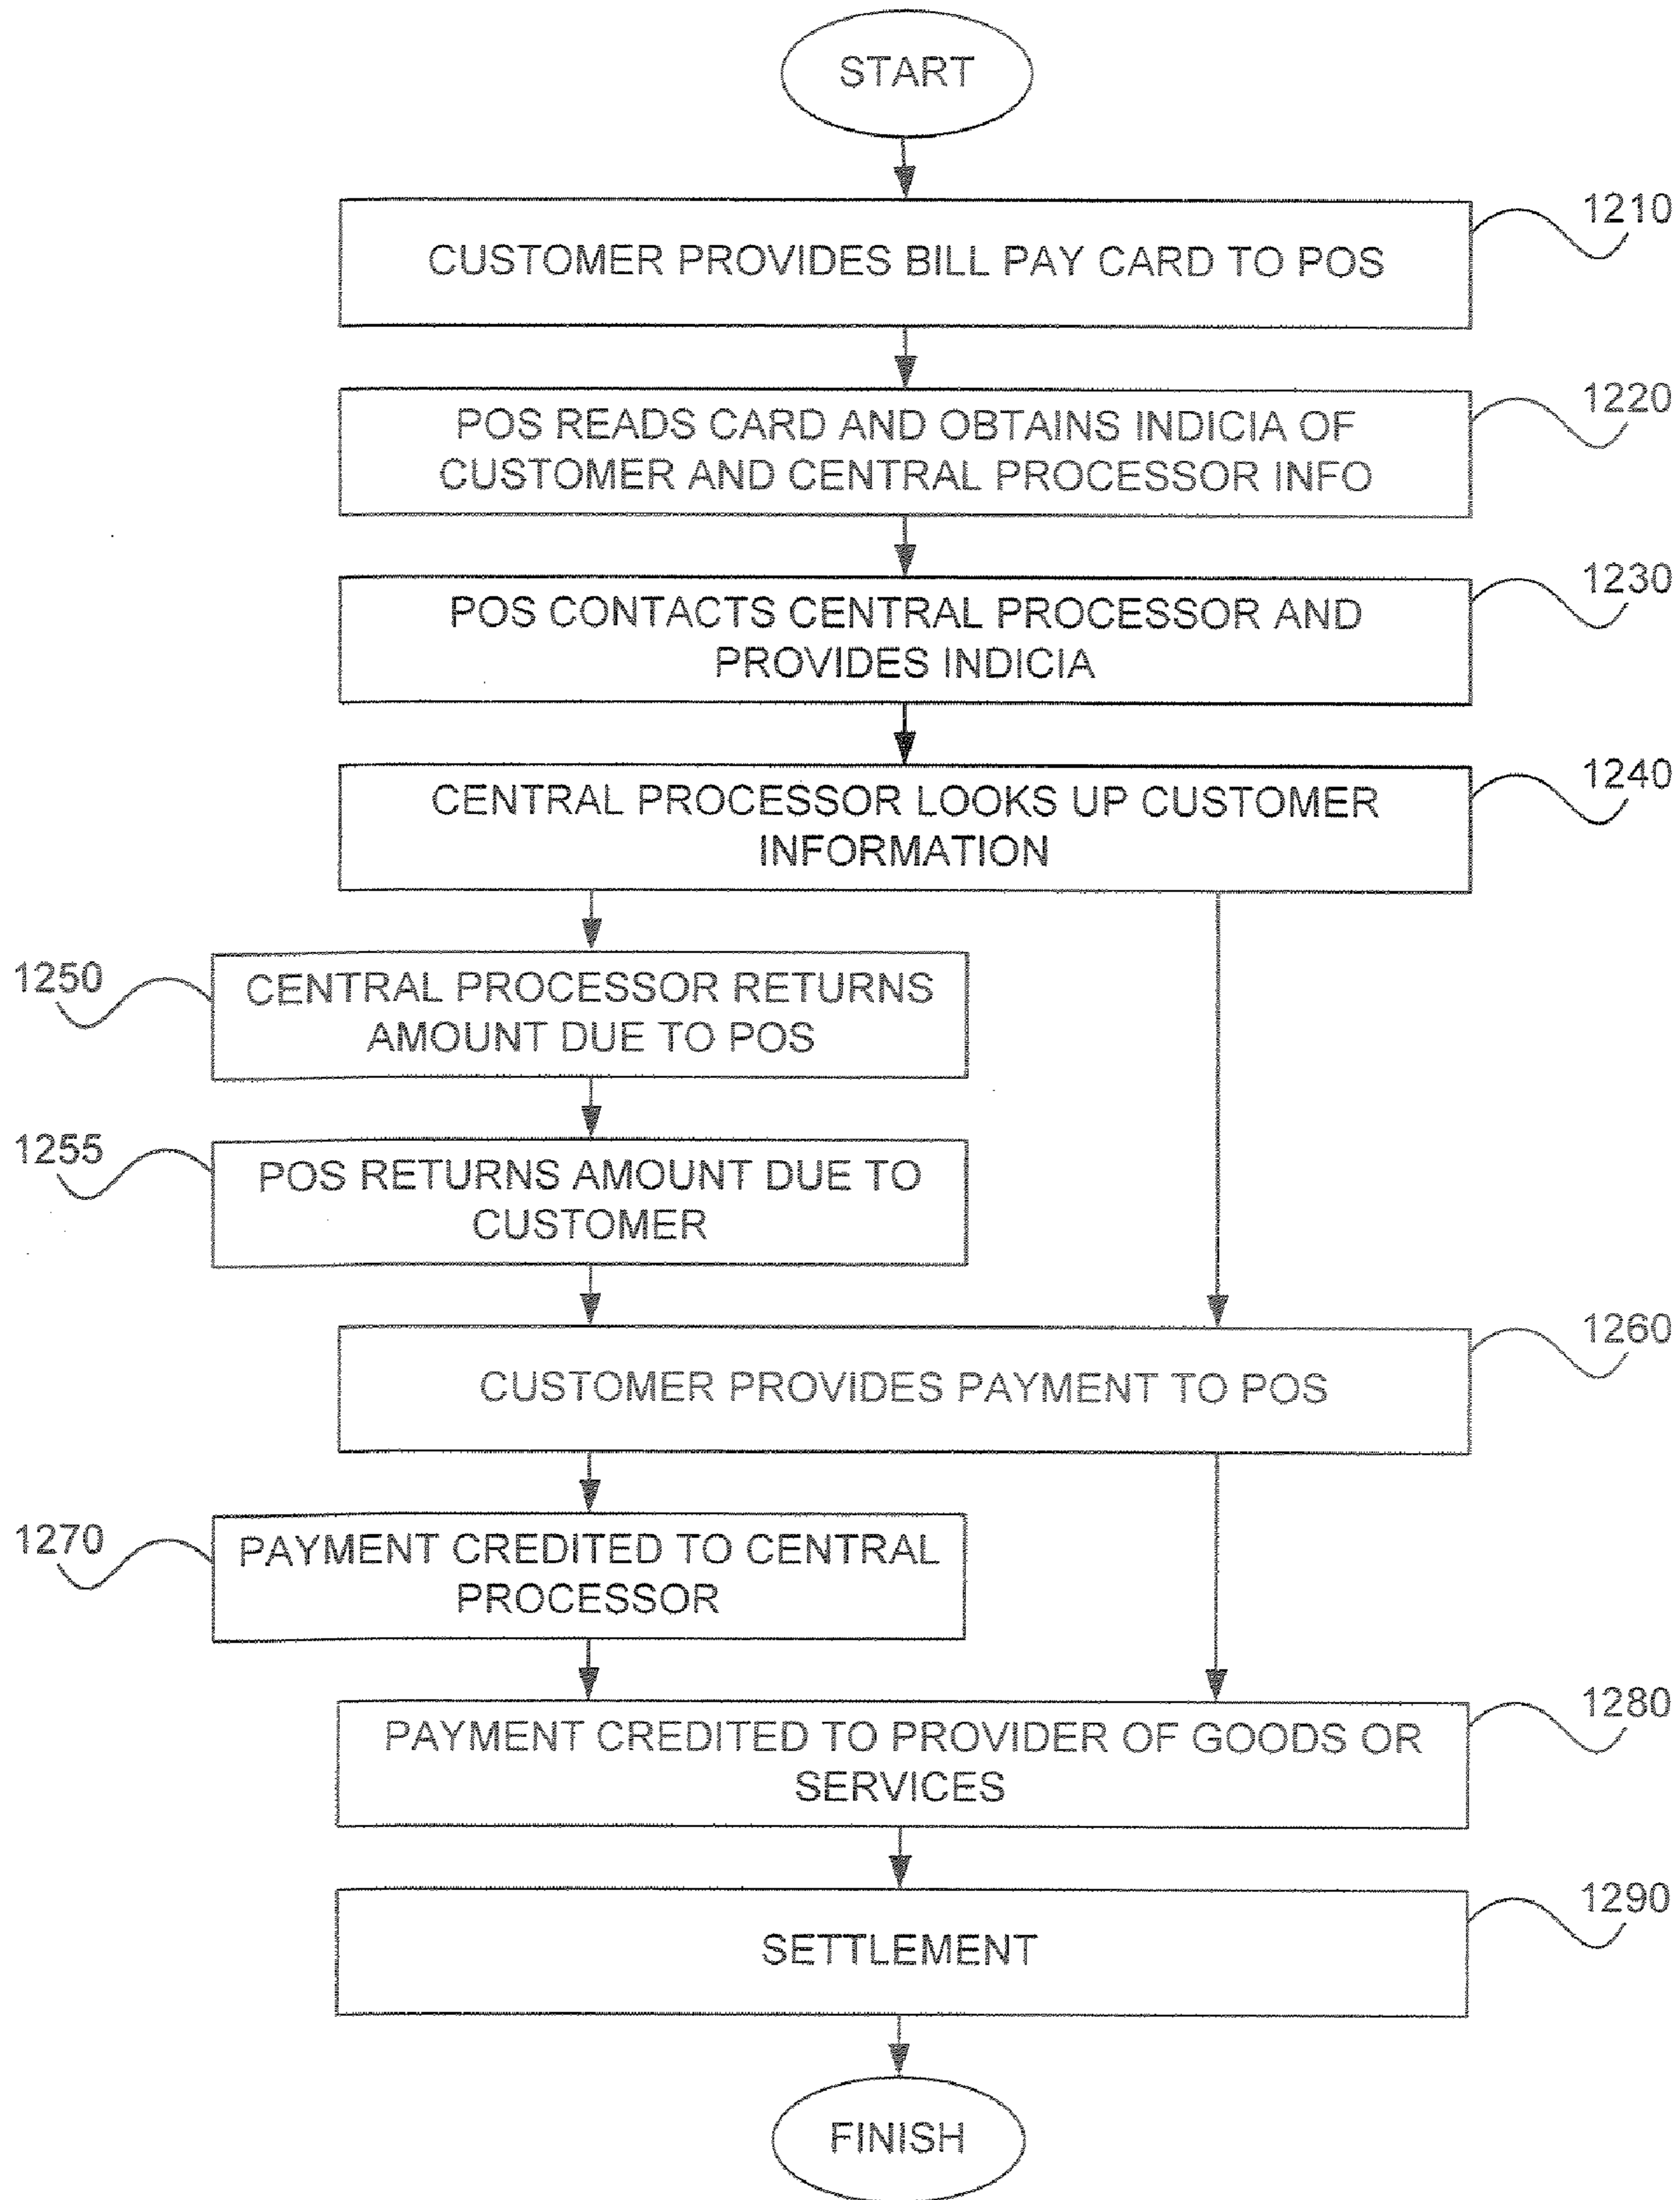 START
1210
CUSTOMER PROVIDES BILL PAY CARD TO POS
1220
POS READS CARD AND OBTAINS INDICIA OF
CUSTOMER AND CENTRAL PROCESSOR INFO
1230
POS CONTACTS CENTRAL PROCESSOR AND
PROVIDES INDICIA
1240
CENTRAL PROCESSOR LOOKS UP CUSTOMER
INFORMATION
1250
CENTRAL PROCESSOR RETURNS
AMOUNT DUE TO POS
1255
POS RETURNS AMOUNT DUE TO
CUSTOMER
1260
CUSTOMER PROVIDES PAYMENT TO POS
1270
PAYMENT CREDITED TO CENTRAL
PROCESSOR
1280
PAYMENT CREDITED TO PROVIDER OF GOODS OR
SERVICES
1290
SETTLEMENT
FINISH